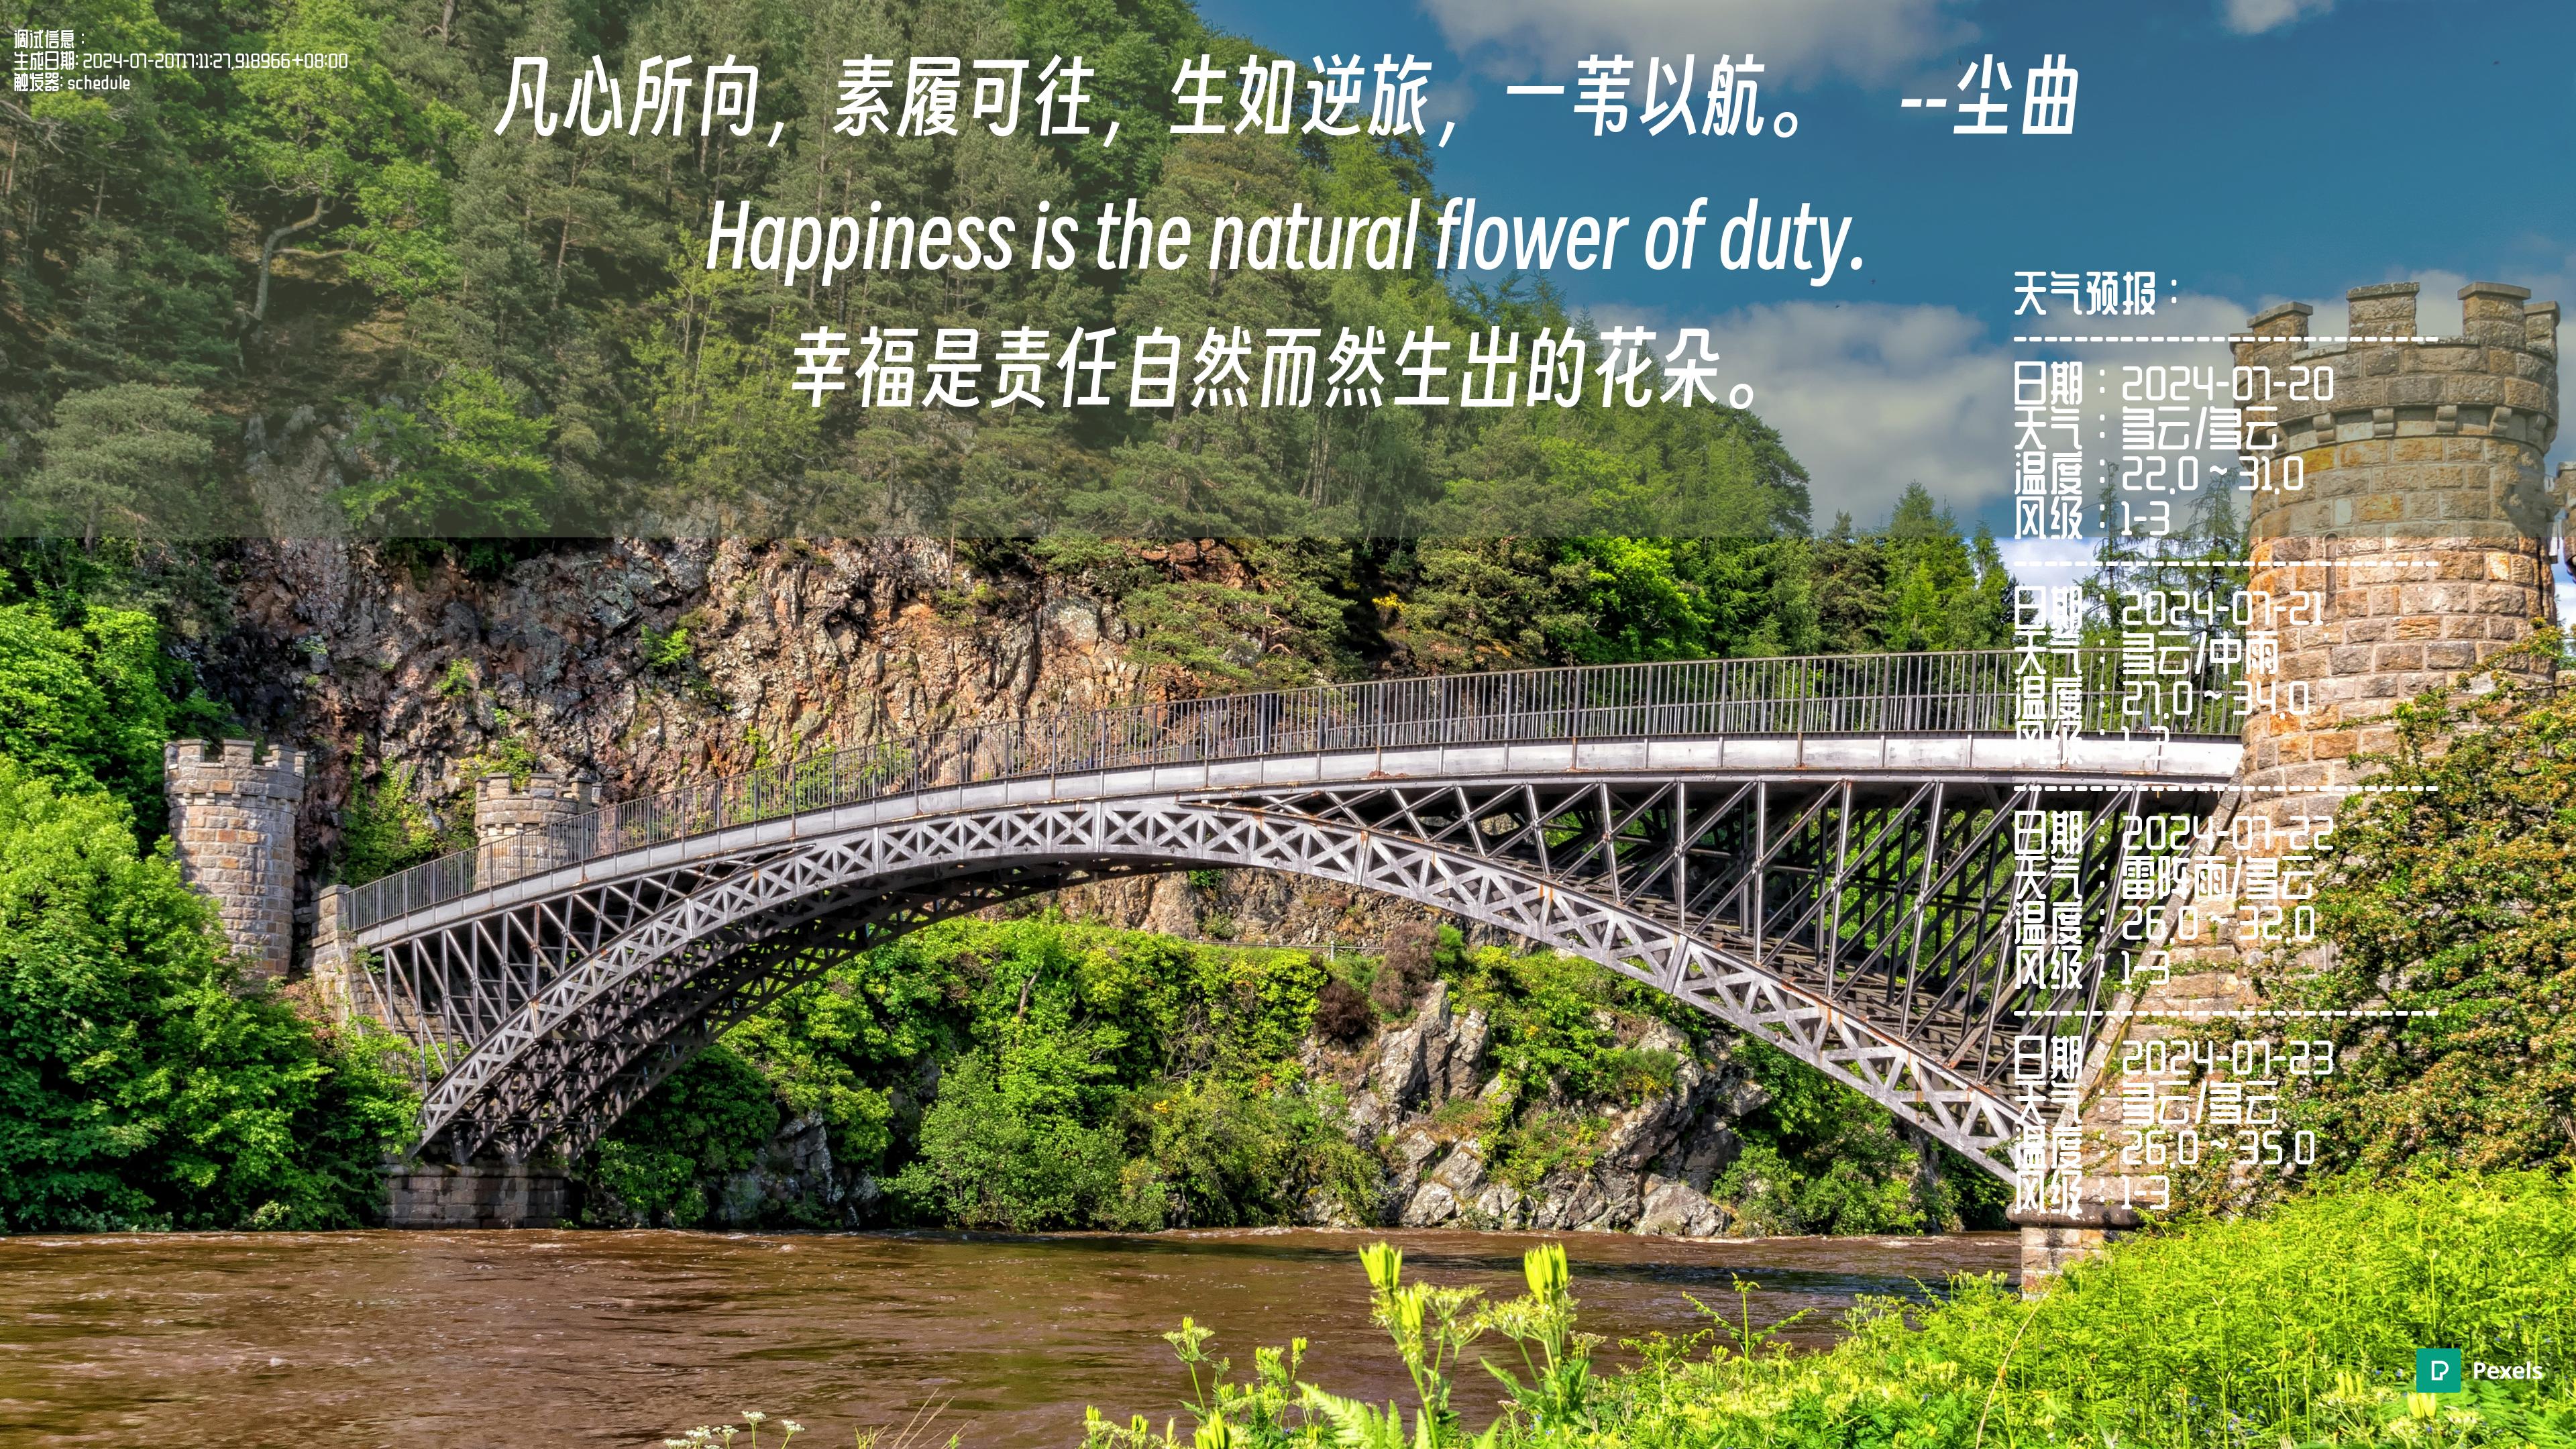 调试信息：
生成日期: 2024-07-20T17:11:27.918966+08:00
触发器: schedule
凡心所向，素履可往，生如逆旅，一苇以航。 --尘曲
Happiness is the natural flower of duty.
幸福是责任自然而然生出的花朵。
天气预报：
------------------------
日期：2024-07-20
天气：多云/多云
温度：22.0 ~ 31.0
风级：1-3
------------------------
日期：2024-07-21
天气：多云/中雨
温度：27.0 ~ 34.0
风级：1-3
------------------------
日期：2024-07-22
天气：雷阵雨/多云
温度：26.0 ~ 32.0
风级：1-3
------------------------
日期：2024-07-23
天气：多云/多云
温度：26.0 ~ 35.0
风级：1-3
Pexels